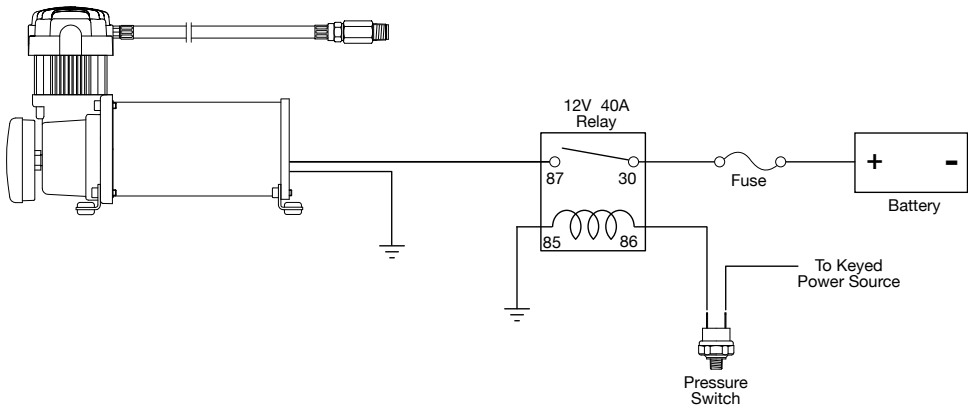 12V 40A
Relay
87
30
Fuse
+
-
Battery
85
86
To Keyed
Power Source
Pressure
Switch